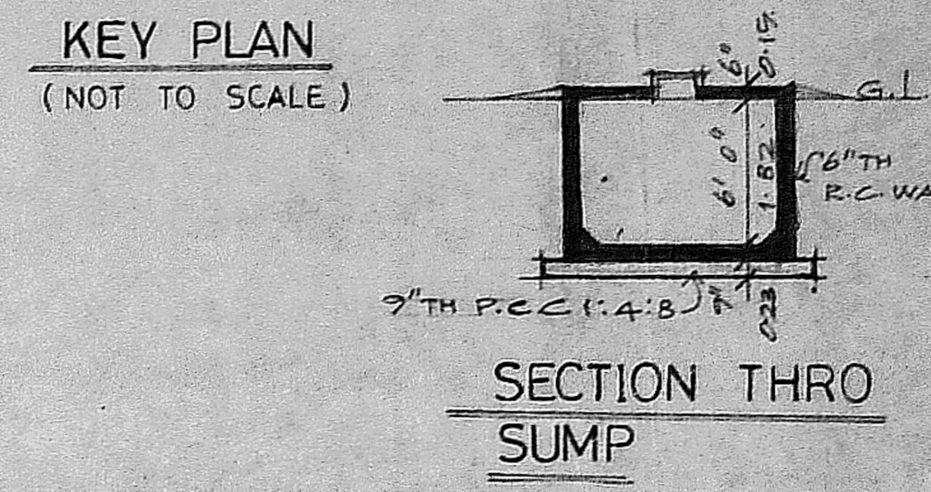 KEY PLAN
(NOT TO SCALE)
6"
0.15.
G.L.
6' 0"
1.82
6"TH
R.C. WA
9"TH P.C.C 1:4:8
0.23
SECTION THRO
SUMP